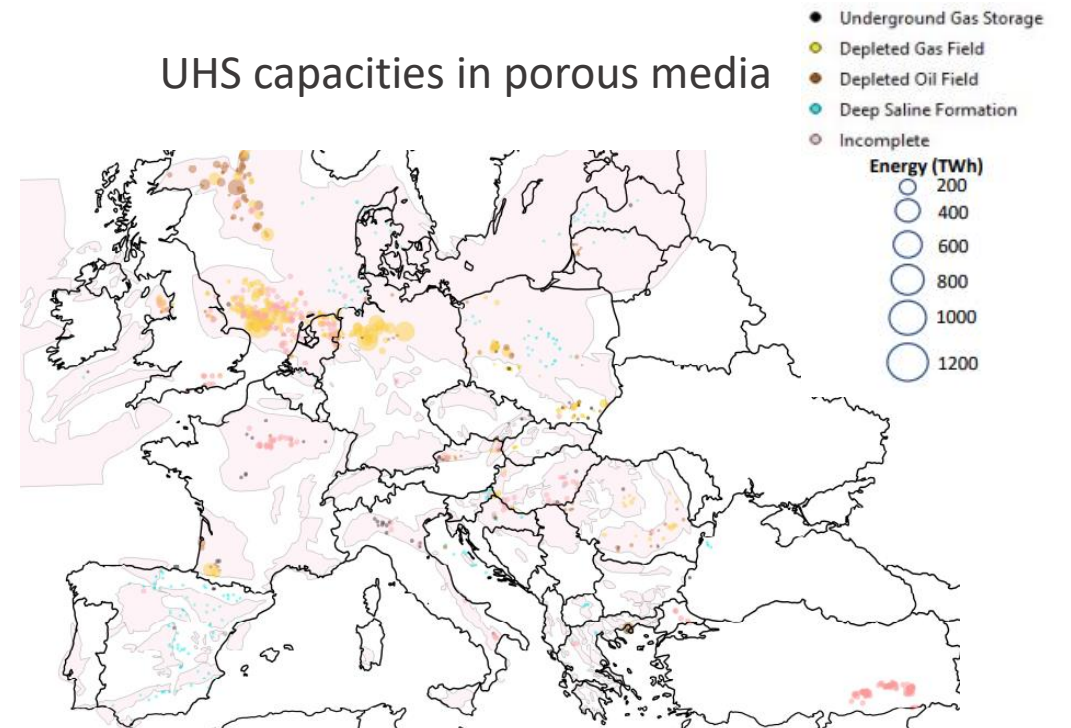 UHS capacities in porous media
Underground Gas Storage
Depleted Gas Field
Depleted Oil Field
Deep Saline Formation
Incomplete
Energy (TWh)
200
400
600
800
1000
1200